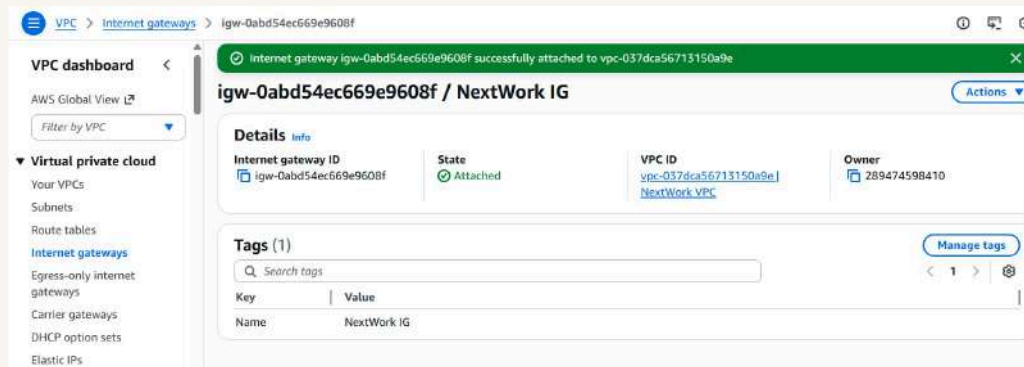 VPC > Internet gateways > igw-0abd54ec669e9608f
VPC dashboard <
AWS Global View
Filter by VPC
Virtual private cloud
Your VPCs
Subnets
Route tables
Internet gateways
Egress-only internet
gateways
Carrier gateways
DHCP option sets
Elastic IPs
Internet gateway igw-0abd54ec669e9608f successfully attached to vpc-037dca56713150a9e
igw-0abd54ec669e9608f / NextWork IG
Actions
Details Info
Internet gateway ID
igw-0abd54ec669e9608f
State
Attached
VPC ID
vpc-037dca56713150a9e |
NextWork VPC
Owner
289474598410
Tags (1)
Manage tags
Search tags
< 1 >
Key Value
Name NextWork IG